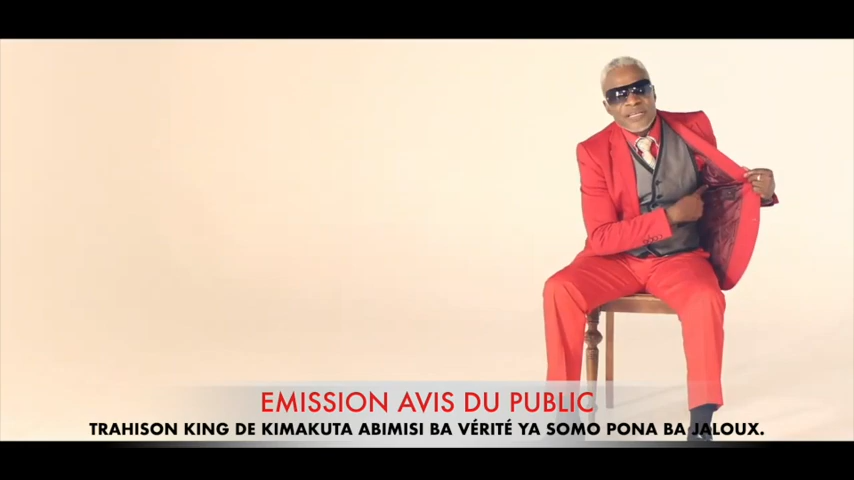 EMISSION AVIS DU PUBLIC
TRAHISON KING DE KIMAKUTA ABIMISI BA VÉRITÉ YA SOMO PONA BA JALOUX.